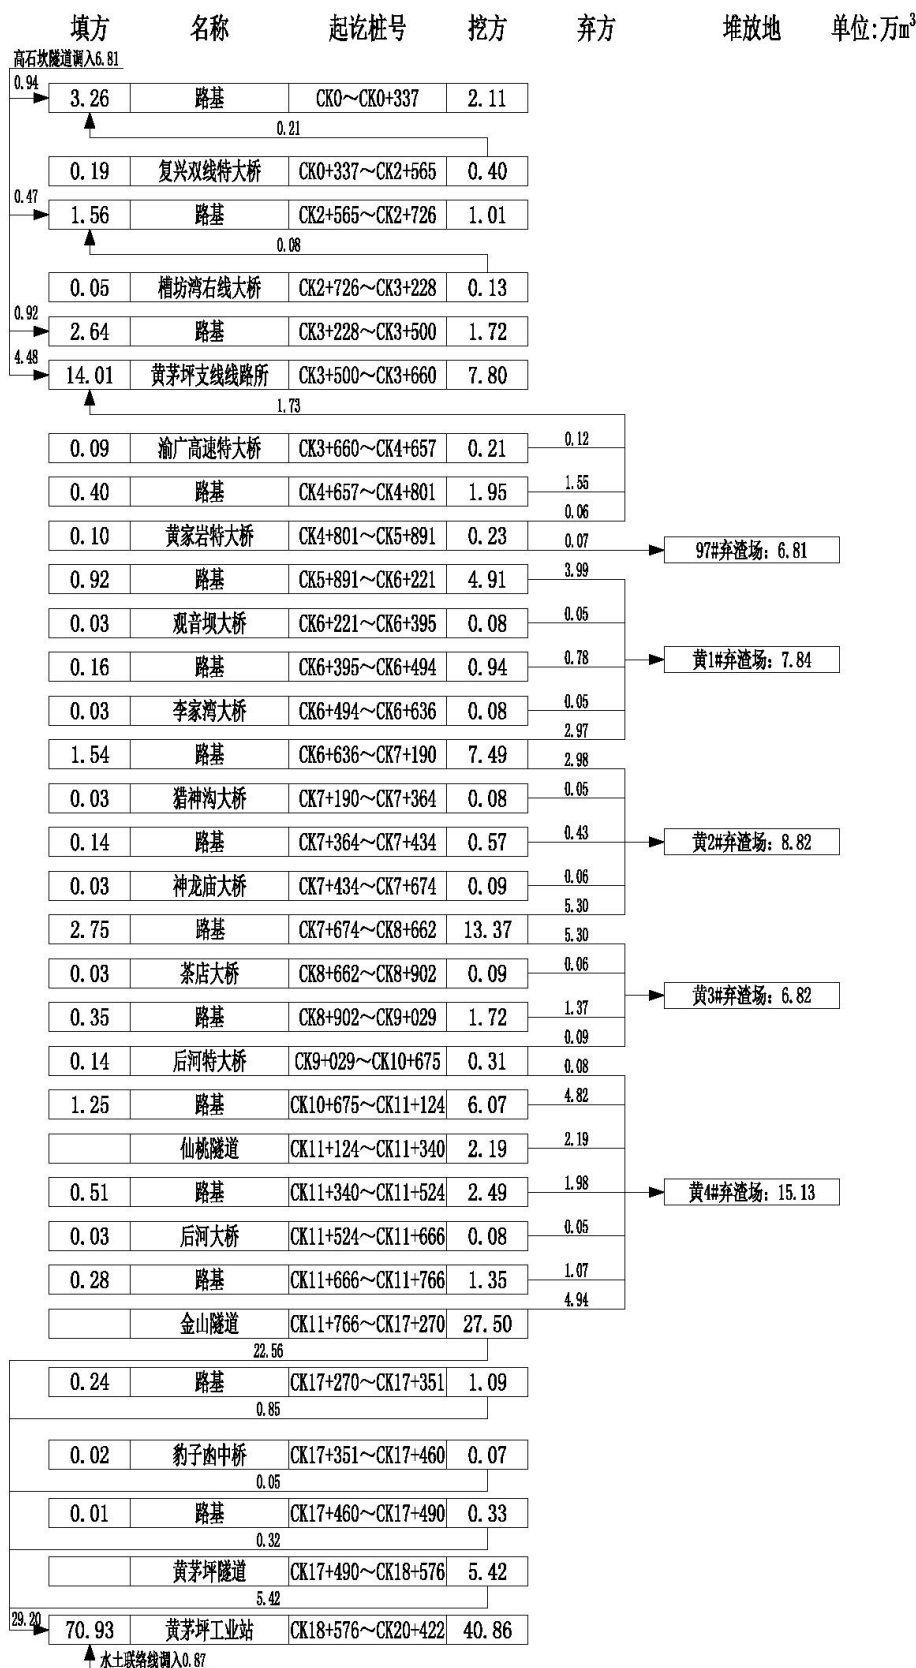 填方 名称 起讫桩号 挖方 弃方 堆放地 单位:万m³
高石坎隧道调入6.81
0.94
3.26 路基 CK0～CK0+337 2.11
0.21
0.19 复兴双线特大桥 CK0+337～CK2+565 0.40
0.47
1.56 路基 CK2+565～CK2+726 1.01
0.08
0.05 槽坊湾右线大桥 CK2+726～CK3+228 0.13
0.92
2.64 路基 CK3+228～CK3+500 1.72
4.48
14.01 黄茅坪支线线路所 CK3+500～CK3+660 7.80
1.73
0.09 渝广高速特大桥 CK3+660～CK4+657 0.21 0.12
0.40 路基 CK4+657～CK4+801 1.95 1.55
0.06
0.10 黄家岩特大桥 CK4+801～CK5+891 0.23 0.07 97#弃渣场: 6.81
3.99
0.92 路基 CK5+891～CK6+221 4.91
0.03 观音坝大桥 CK6+221～CK6+395 0.08 0.05
0.16 路基 CK6+395～CK6+494 0.94 0.78 黄1#弃渣场: 7.84
0.03 李家湾大桥 CK6+494～CK6+636 0.08 0.05
2.97
1.54 路基 CK6+636～CK7+190 7.49 2.98
0.03 猎神沟大桥 CK7+190～CK7+364 0.08 0.05
0.14 路基 CK7+364～CK7+434 0.57 0.43 黄2#弃渣场: 8.82
0.03 神龙庙大桥 CK7+434～CK7+674 0.09 0.06
5.30
2.75 路基 CK7+674～CK8+662 13.37 5.30
0.03 茶店大桥 CK8+662～CK8+902 0.09 0.06
黄3#弃渣场: 6.82
0.35 路基 CK8+902～CK9+029 1.72 1.37
0.09
0.14 后河特大桥 CK9+029～CK10+675 0.31 0.08
1.25 路基 CK10+675～CK11+124 6.07 4.82
仙桃隧道 CK11+124～CK11+340 2.19 2.19
0.51 路基 CK11+340～CK11+524 2.49 1.98 黄4#弃渣场: 15.13
0.03 后河大桥 CK11+524～CK11+666 0.08 0.05
0.28 路基 CK11+666～CK11+766 1.35 1.07
4.94
金山隧道 CK11+766～CK17+270 27.50
22.56
0.24 路基 CK17+270～CK17+351 1.09
0.85
0.02 豹子凼中桥 CK17+351～CK17+460 0.07
0.05
0.01 路基 CK17+460～CK17+490 0.33
0.32
黄茅坪隧道 CK17+490～CK18+576 5.42
5.42
29.20
70.93 黄茅坪工业站 CK18+576～CK20+422 40.86
水土联络线调入0.87